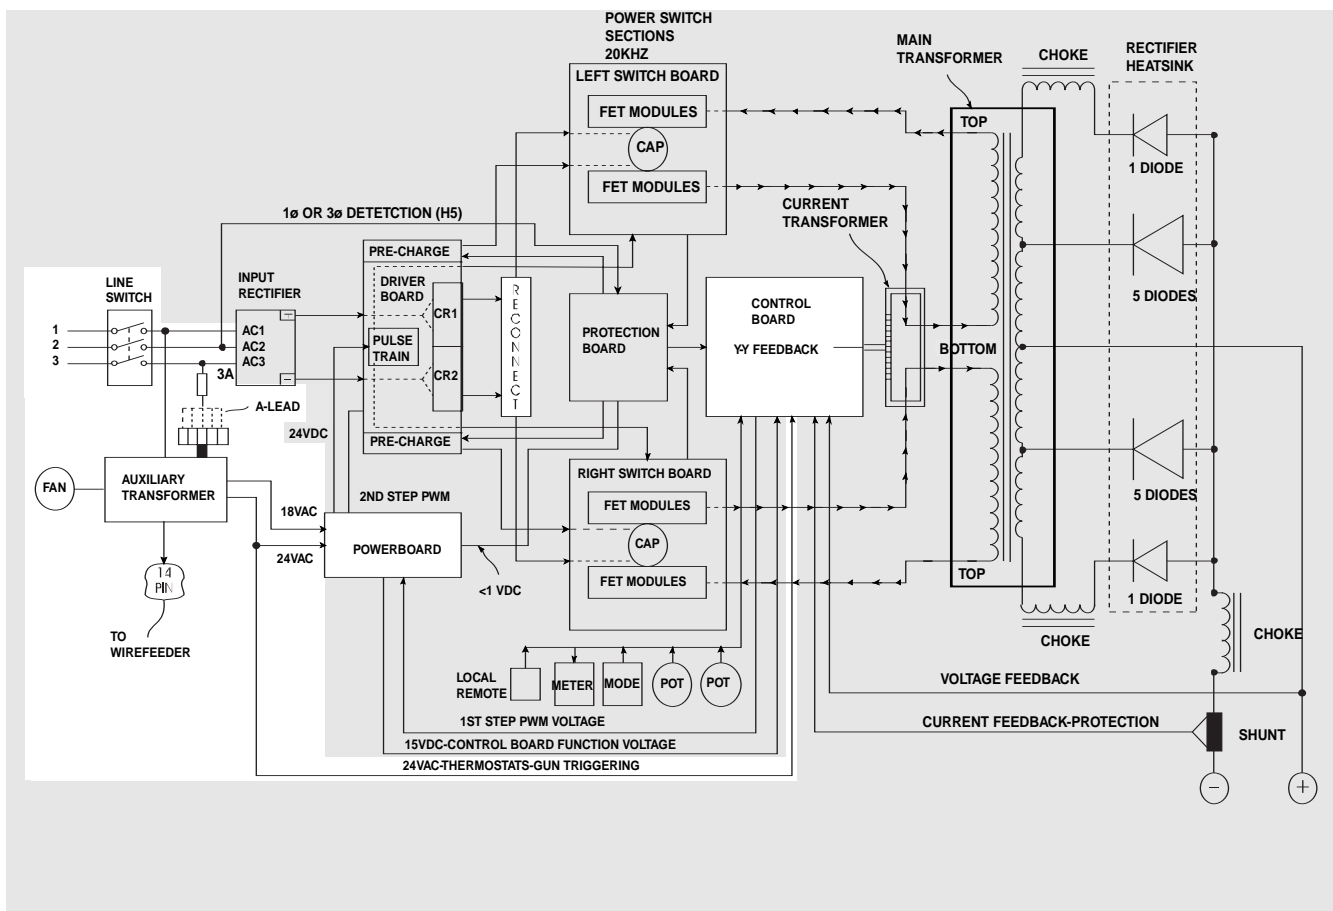 POWER SWITCH
SECTIONS
20KHZ
LEFT SWITCH BOARD
FET MODULES
CAP
FET MODULES
MAIN
TRANSFORMER
CHOKE
RECTIFIER
HEATSINK
TOP
1 DIODE
CURRENT
TRANSFORMER
5 DIODES
1ø OR 3ø DETETCTION (H5)
PRE-CHARGE
DRIVER
BOARD
CR1
PULSE
TRAIN
CR2
PRE-CHARGE
RECONNECT
PROTECTION
BOARD
CONTROL
BOARD
Y-Y FEEDBACK
BOTTOM
LINE
SWITCH
INPUT
RECTIFIER
1
2
3
AC1
AC2
AC3
3A
A-LEAD
24VDC
FAN
AUXILIARY
TRANSFORMER
18VAC
24VAC
2ND STEP PWM
POWERBOARD
<1 VDC
14
PIN
TO
WIREFEEDER
RIGHT SWITCH BOARD
FET MODULES
CAP
FET MODULES
TOP
5 DIODES
1 DIODE
CHOKE
CHOKE
LOCAL
REMOTE
METER
MODE
POT
POT
VOLTAGE FEEDBACK
1ST STEP PWM VOLTAGE
CURRENT FEEDBACK-PROTECTION
SHUNT
15VDC-CONTROL BOARD FUNCTION VOLTAGE
24VAC-THERMOSTATS-GUN TRIGGERING
−
+